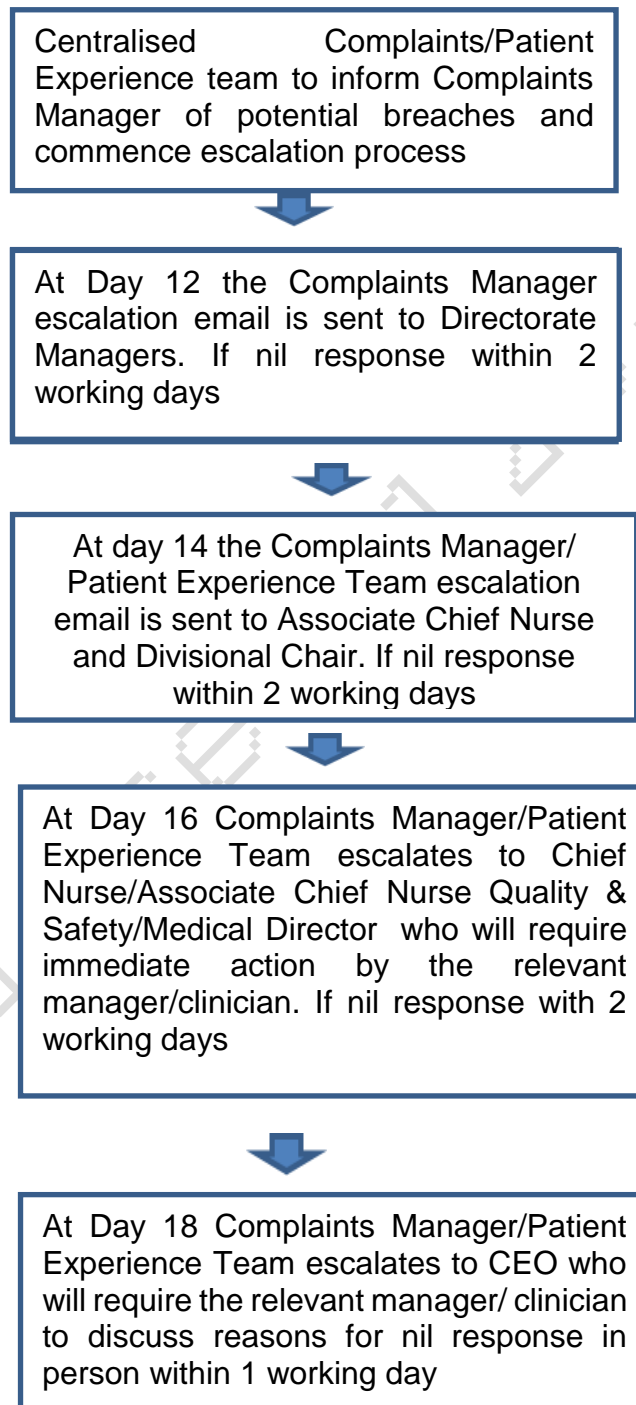 Centralised Complaints/Patient
Experience team to inform Complaints
Manager of potential breaches and
commence escalation process
At Day 12 the Complaints Manager
escalation email is sent to Directorate
Managers. If nil response within 2
working days
At day 14 the Complaints Manager/
Patient Experience Team escalation
email is sent to Associate Chief Nurse
and Divisional Chair. If nil response
within 2 working days
At Day 16 Complaints Manager/Patient
Experience Team escalates to Chief
Nurse/Associate Chief Nurse Quality &
Safety/Medical Director who will require
immediate action by the relevant
manager/clinician. If nil response with 2
working days
At Day 18 Complaints Manager/Patient
Experience Team escalates to CEO who
will require the relevant manager/ clinician
to discuss reasons for nil response in
person within 1 working day